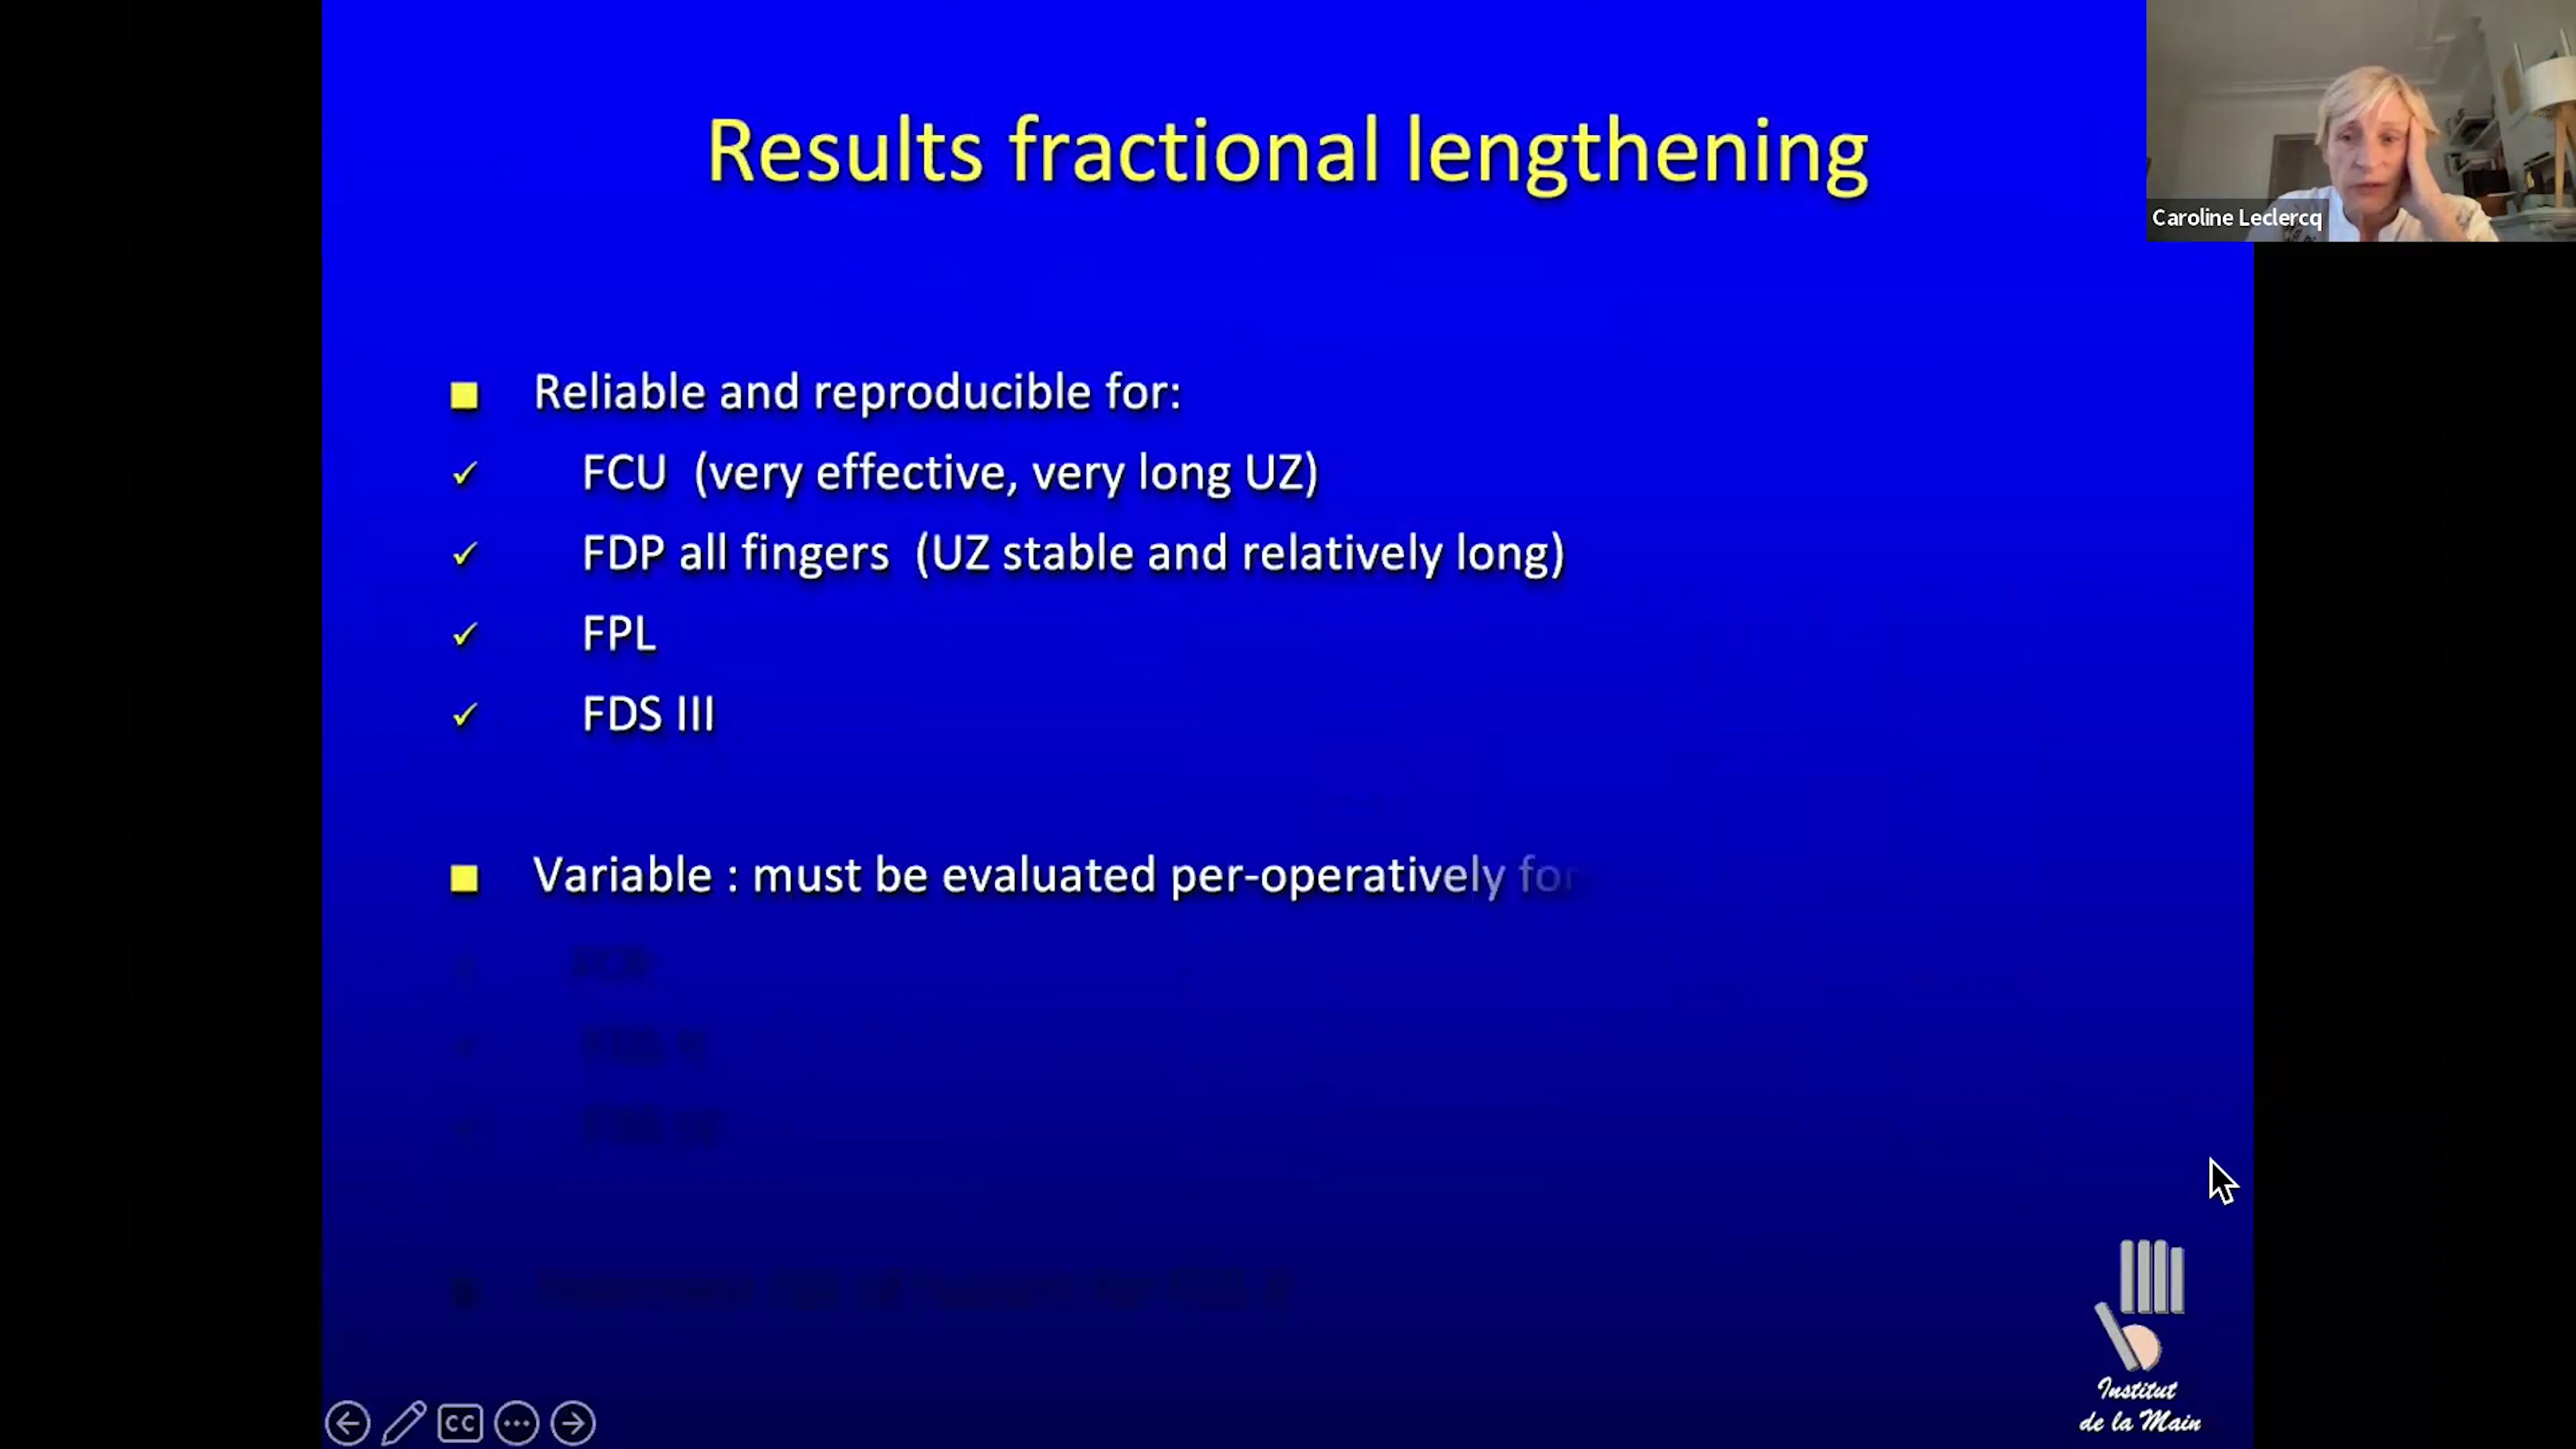 Results fractional lengthening
Caroline Leclercq
Reliable and reproducible for:
FCU (very effective, very long UZ)
FDP all fingers (UZ stable and relatively long)
FPL
FDS III
Variable : must be evaluated per-operatively for
CC
Institut
de la Main